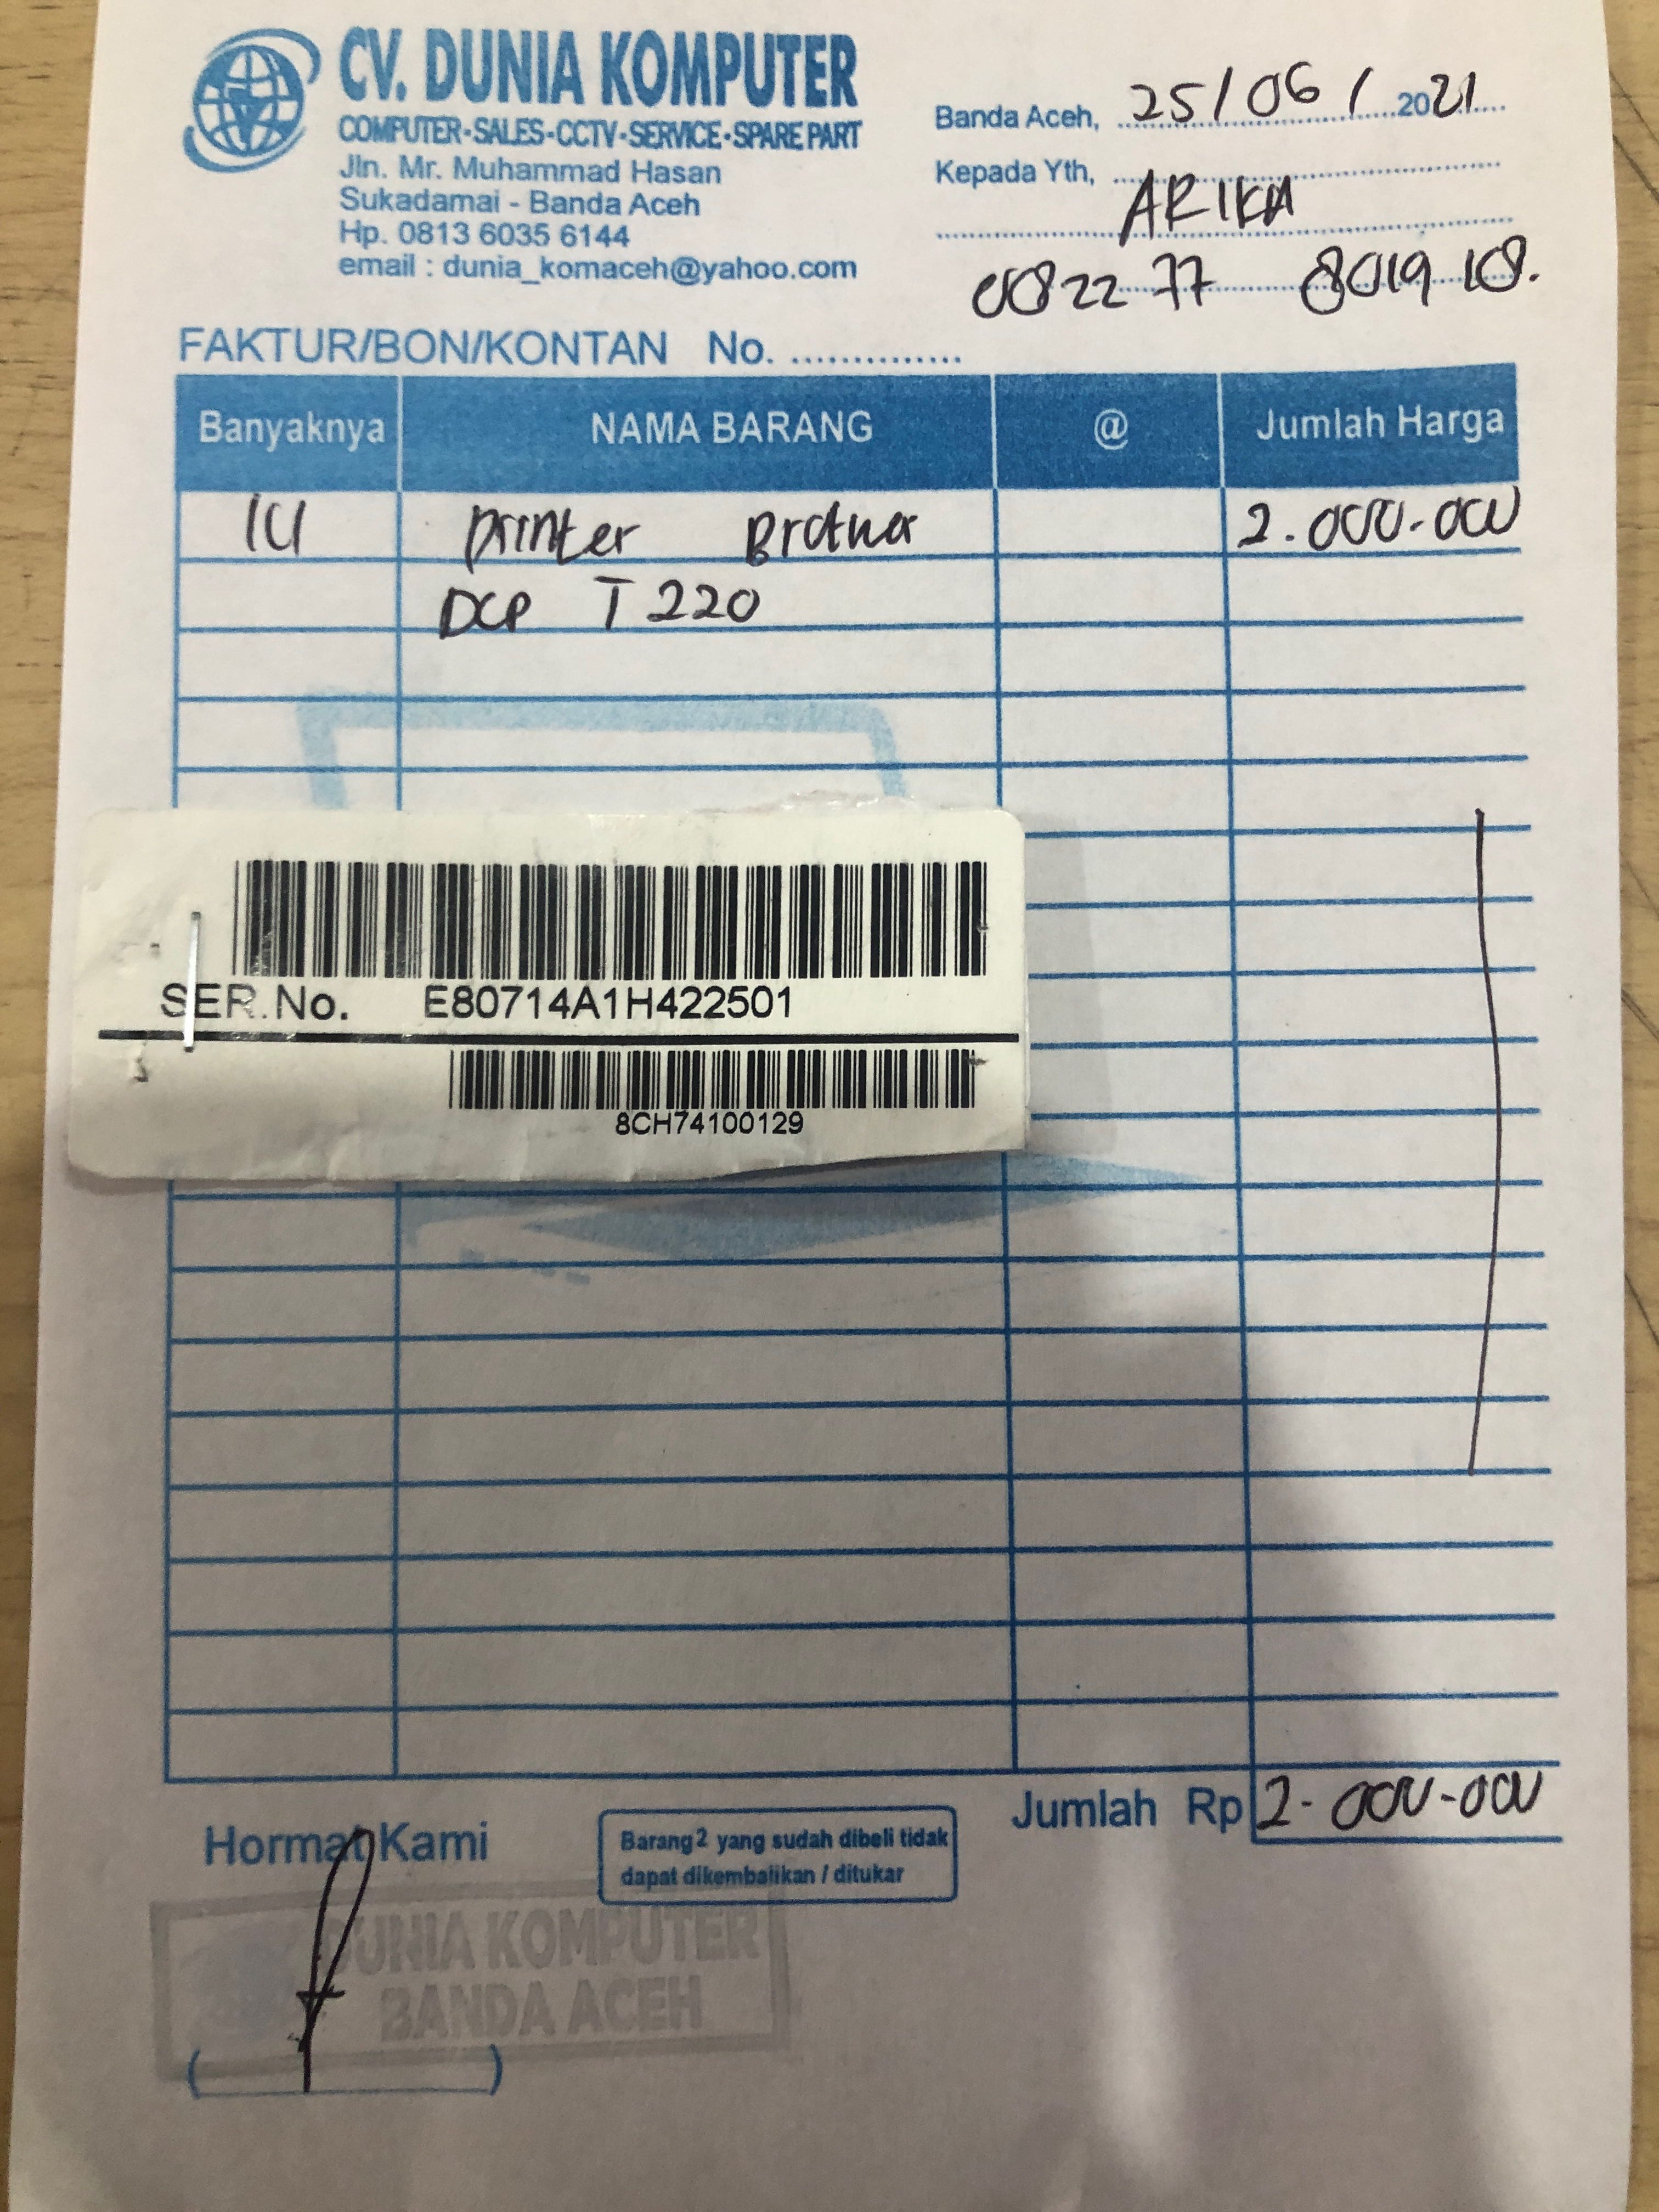 CV. DUNIA KOMPUTER
COMPUTER-SALES-CCTV-SERVICE-SPARE PART
Jln. Mr. Muhammad Hasan
Sukadamai - Banda Aceh
Hp. 0813 6035 6144
email : dunia_komaceh@yahoo.com
Banda Aceh, 25/06/2021
Kepada Yth,
ARIKA
0822 77 8019 18.
FAKTUR/BON/KONTAN No. ..............
Banyaknya NAMA BARANG @ Jumlah Harga
printer Brother 2.000.000
DCP T220
SER.No. E80714A1H422501
8CH74100129
Jumlah Rp 2.000.000
Hormat Kami
Barang2 yang sudah dibeli tidak
dapat dikembalikan / ditukar
DUNIA KOMPUTER
BANDA ACEH
( )